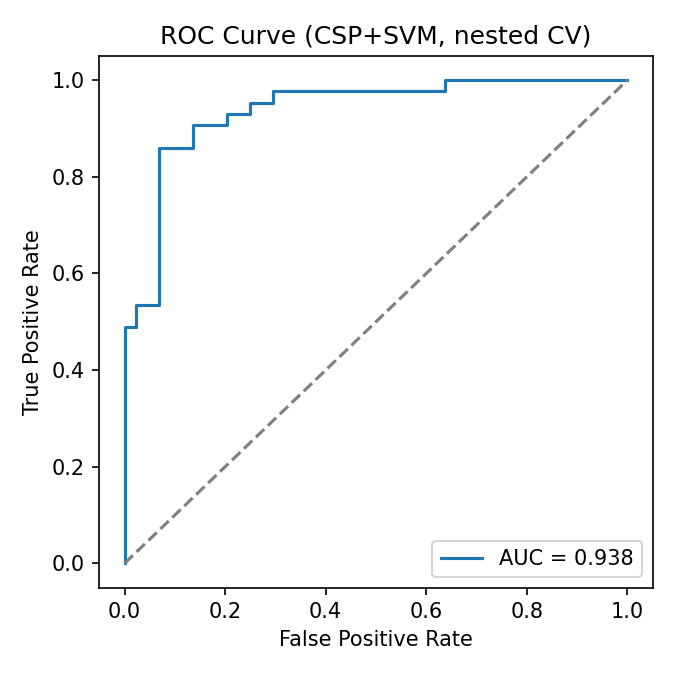 ROC Curve (CSP+SVM, nested CV)
True Positive Rate
1.0
0.8
0.6
0.4
0.2
0.0
AUC = 0.938
0.0 0.2 0.4 0.6 0.8 1.0
False Positive Rate